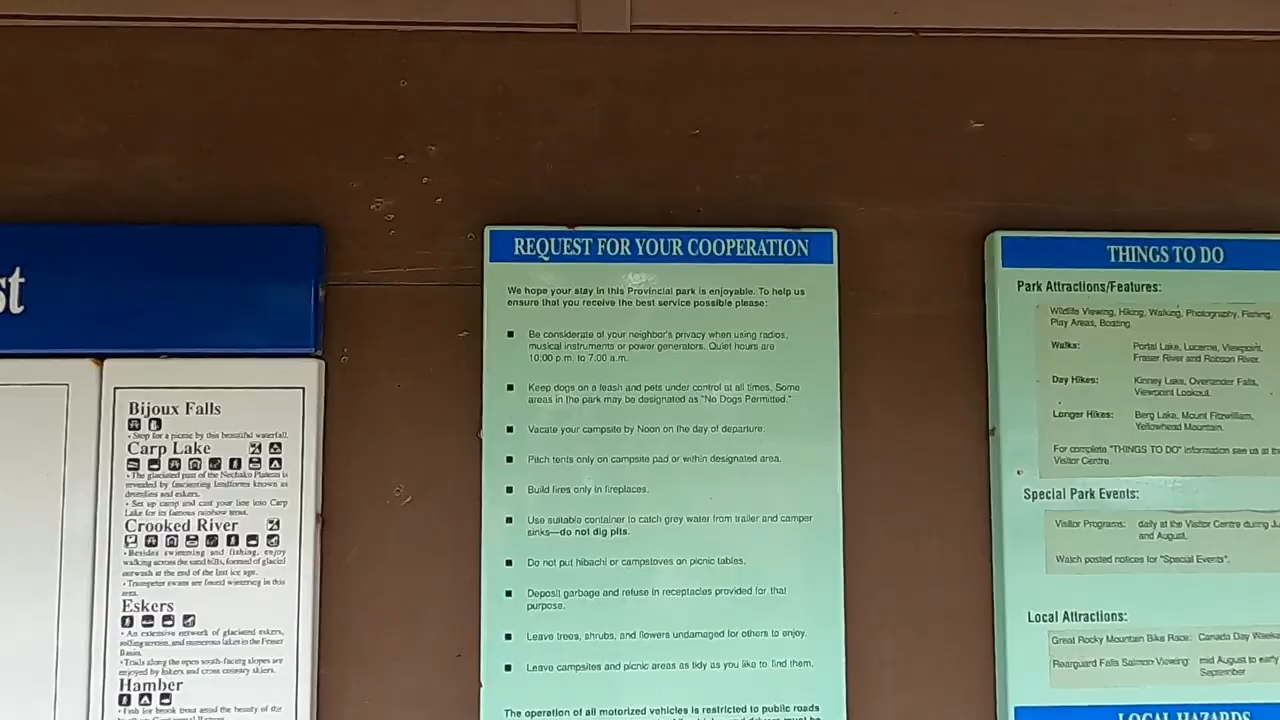 st
Bijoux Falls
• Stop for a picnic by this beautiful waterfall.
Carp Lake
• The glaciated part of the Nechako Plateau is
revealed by fascinating landforms known as
drumlins and eskers.
• Set up camp and cast your line into Carp
Lake for its famous rainbow trout.
Crooked River
• Besides swimming and fishing, enjoy
walking across the sand hills, formed of glacial
outwash at the end of the last ice age.
• Trumpeter swans are found wintering in this
area.
Eskers
• An extensive network of glaciated eskers,
rolling terrain, and numerous lakes in the Fraser
Basin.
• Trails along the open south-facing slopes are
enjoyed by hikers and cross country skiers.
Hamber
• Fish for brook trout amid the beauty of the
REQUEST FOR YOUR COOPERATION
We hope your stay in this Provincial park is enjoyable. To help us
ensure that you receive the best service possible please:
■ Be considerate of your neighbor's privacy when using radios,
musical instruments or power generators. Quiet hours are
10:00 p.m. to 7:00 a.m.
■ Keep dogs on a leash and pets under control at all times. Some
areas in the park may be designated as "No Dogs Permitted."
■ Vacate your campsite by Noon on the day of departure.
■ Pitch tents only on campsite pad or within designated area.
■ Build fires only in fireplaces.
■ Use suitable container to catch grey water from trailer and camper
sinks—do not dig pits.
■ Do not put hibachi or campstoves on picnic tables.
■ Deposit garbage and refuse in receptacles provided for that
purpose.
■ Leave trees, shrubs, and flowers undamaged for others to enjoy.
■ Leave campsites and picnic areas as tidy as you like to find them.
The operation of all motorized vehicles is restricted to public roads
THINGS TO DO
Park Attractions/Features:
Wildlife Viewing, Hiking, Walking, Photography, Fishing,
Play Areas, Boating
Walks: Portal Lake, Lucerne, Viewpoint,
Fraser River and Robson River.
Day Hikes: Kinney Lake, Overlander Falls,
Viewpoint Lookout.
Longer Hikes: Berg Lake, Mount Fitzwilliam,
Yellowhead Mountain.
For complete "THINGS TO DO" information see us at the
Visitor Centre.
Special Park Events:
Visitor Programs: daily at the Visitor Centre during Ju
and August.
Watch posted notices for "Special Events".
Local Attractions:
Great Rocky Mountain Bike Race: Canada Day Weeke
Rearguard Falls Salmon Viewing: mid August to early
September
LOCAL HAZARDS